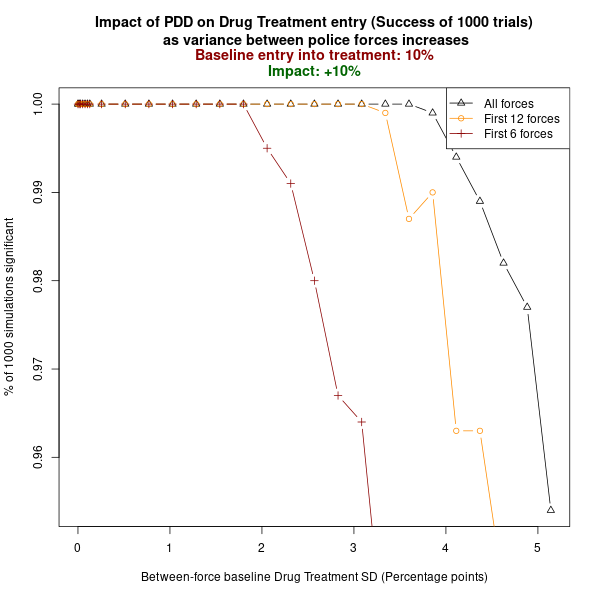 Impact of PDD on Drug Treatment entry (Success of 1000 trials)
as variance between police forces increases
Baseline entry into treatment: 10%
Impact: +10%
All forces
First 12 forces
First 6 forces
% of 1000 simulations significant
1.00
0.99
0.98
0.97
0.96
0 1 2 3 4 5
Between-force baseline Drug Treatment SD (Percentage points)